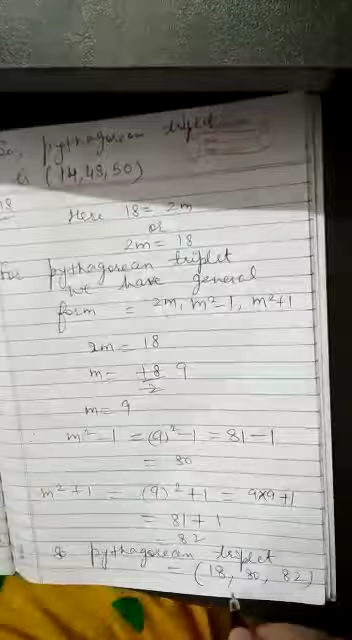 So, pythagorean triplet
is (14,48,50)
18 Here 18 = 2m
or
2m = 18
For pythagorean triplet
we have general
form = 2m, m²-1, m²+1
2m = 18
m = 18 9
2
m = 9
m²-1 = (9)²-1 = 81-1
= 80
m²+1 = (9)²+1 = 9×9+1
= 81+1
= 82
So pythagorean triplet
= (18, 80, 82)